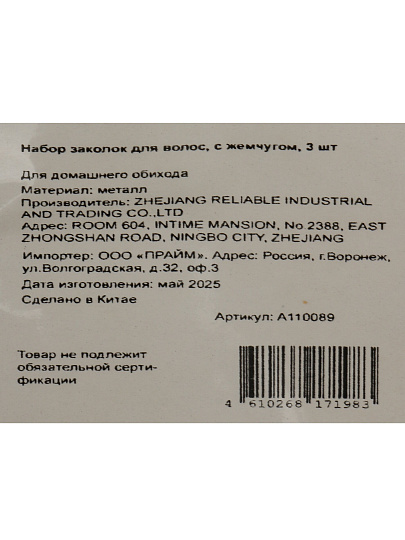 Набор заколок для волос, с жемчугом, 3 шт
Для домашнего обихода
Материал: металл
Производитель: ZHEJIANG RELIABLE INDUSTRIAL
AND TRADING CO.,LTD
Адрес: ROOM 604, INTIME MANSION, No.2388, EAST
ZHONGSHAN ROAD, NINGBO CITY, ZHEJIANG
Импортер: ООО «ПРАЙМ». Адрес: Россия, г.Воронеж,
ул.Волгоградская, д.32, оф.3
Дата изготовления: май 2025
Сделано в Китае
Артикул: А110089
Товар не подлежит
обязательной серти-
фикации
4 610268 171983